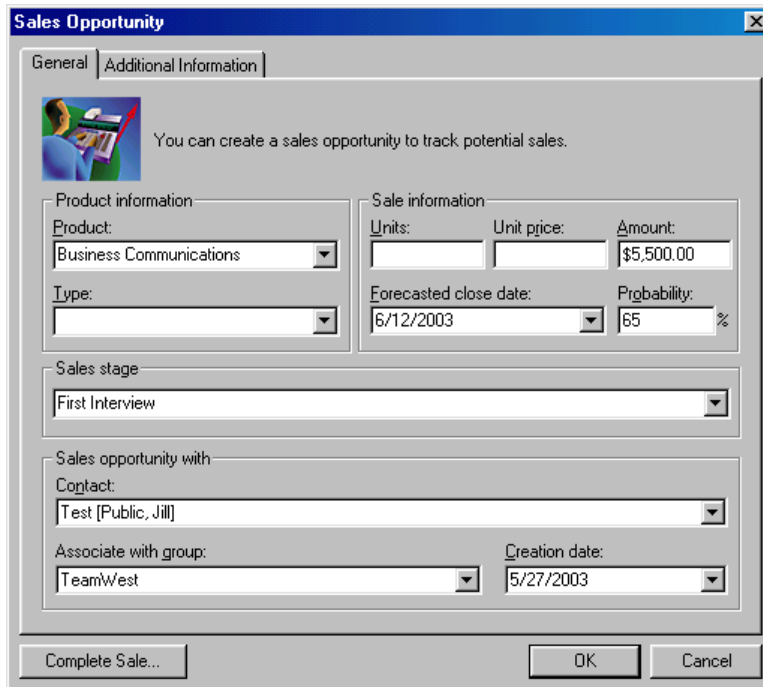 Sales Opportunity
General Additional Information
You can create a sales opportunity to track potential sales.
Product information Sale information
Product: Units: Unit price: Amount:
Business Communications $5,500.00
Type: Forecasted close date: Probability:
6/12/2003 65 %
Sales stage
First Interview
Sales opportunity with
Contact:
Test [Public, Jill]
Associate with group: Creation date:
TeamWest 5/27/2003
Complete Sale... OK Cancel